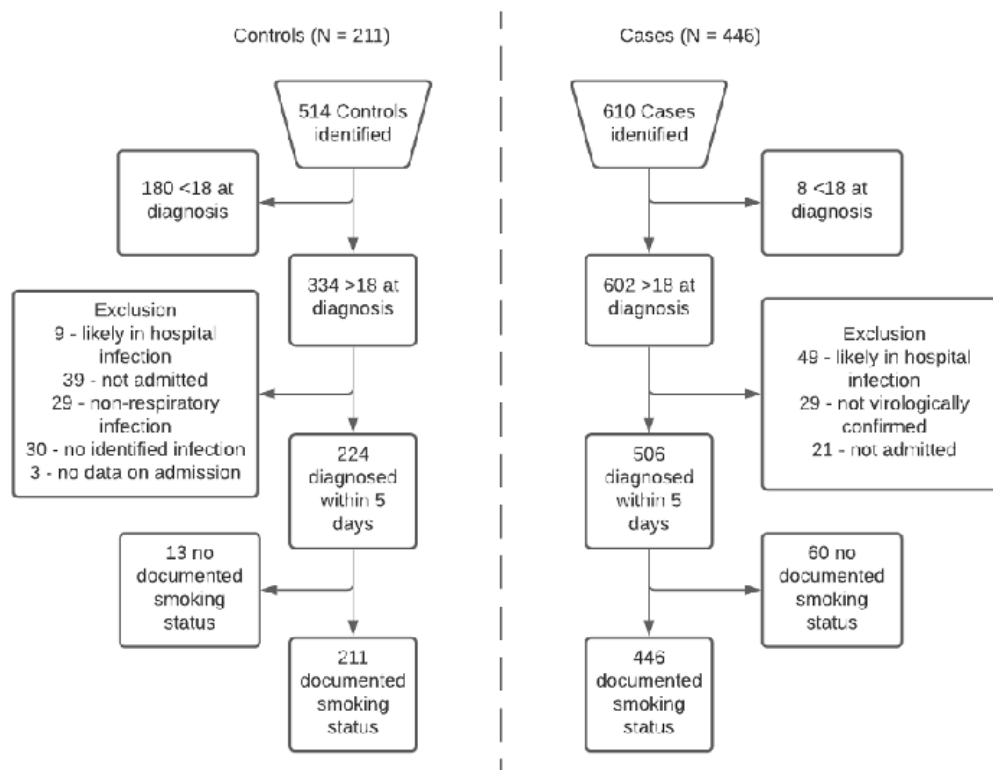 Controls (N = 211)
514 Controls
identified
180 <18 at
diagnosis
334 >18 at
diagnosis
Exclusion
9 - likely in hospital
infection
39 - not admitted
29 - non-respiratory
infection
30 - no identified infection
3 - no data on admission
224
diagnosed
within 5
days
13 no
documented
smoking
status
211
documented
smoking
status
Cases (N = 446)
610 Cases
identified
8 <18 at
diagnosis
602 >18 at
diagnosis
Exclusion
49 - likely in hospital
infection
29 - not virologically
confirmed
21 - not admitted
506
diagnosed
within 5
days
60 no
documented
smoking
status
446
documented
smoking
status